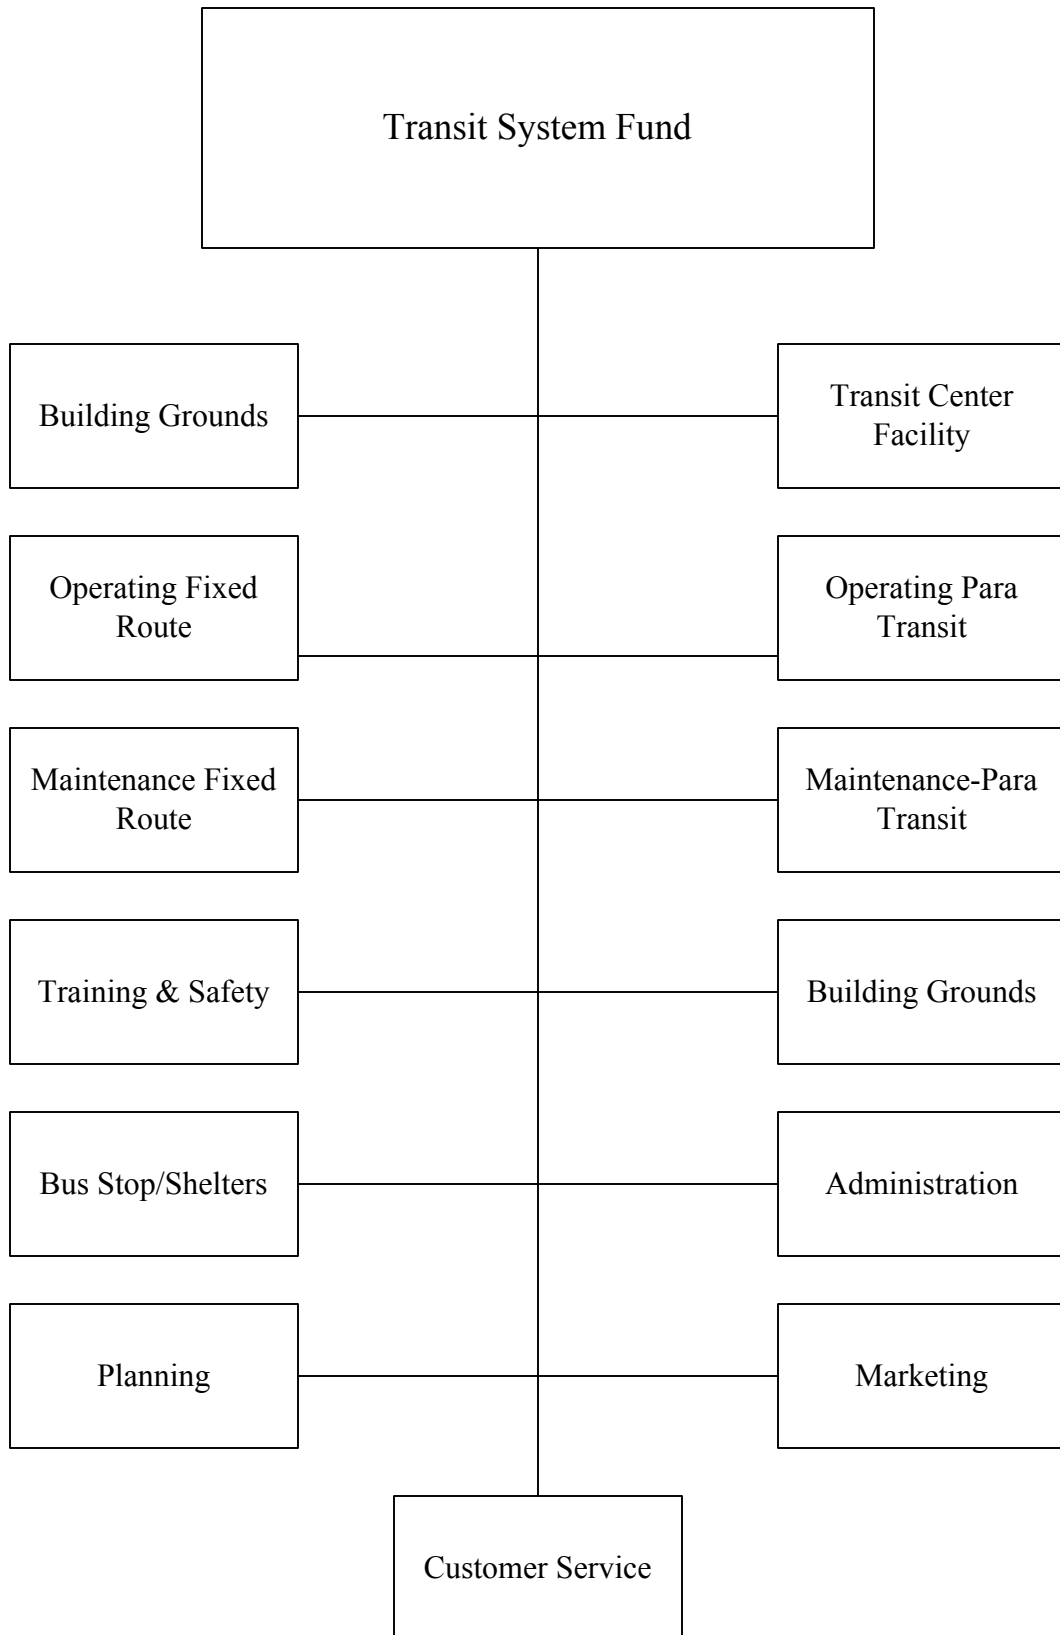 Transit System Fund
Building Grounds
Transit Center
Facility
Operating Fixed
Route
Operating Para
Transit
Maintenance Fixed
Route
Maintenance-Para
Transit
Training & Safety
Building Grounds
Bus Stop/Shelters
Administration
Planning
Marketing
Customer Service